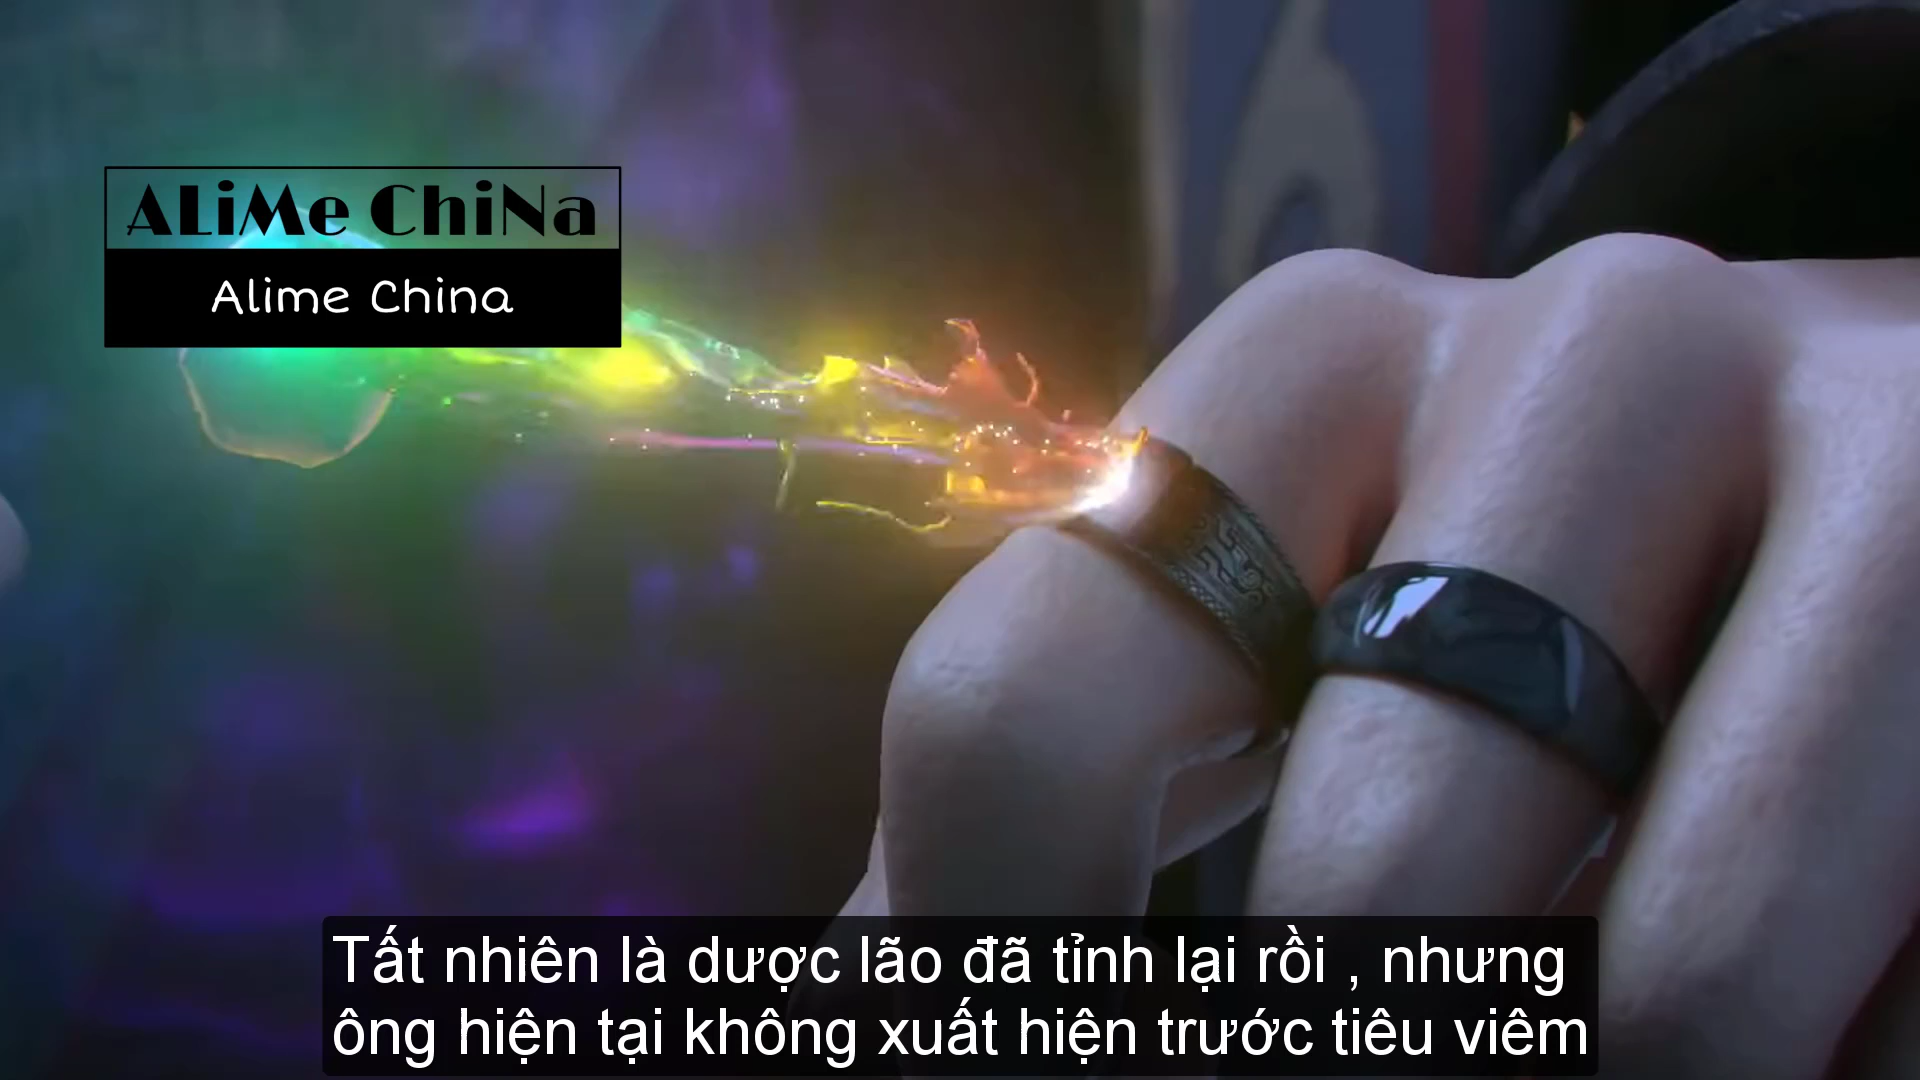 ALiMe ChiNa
Alime China
Tất nhiên là dược lão đã tỉnh lại rồi , nhưng
ông hiện tại không xuất hiện trước tiêu viêm